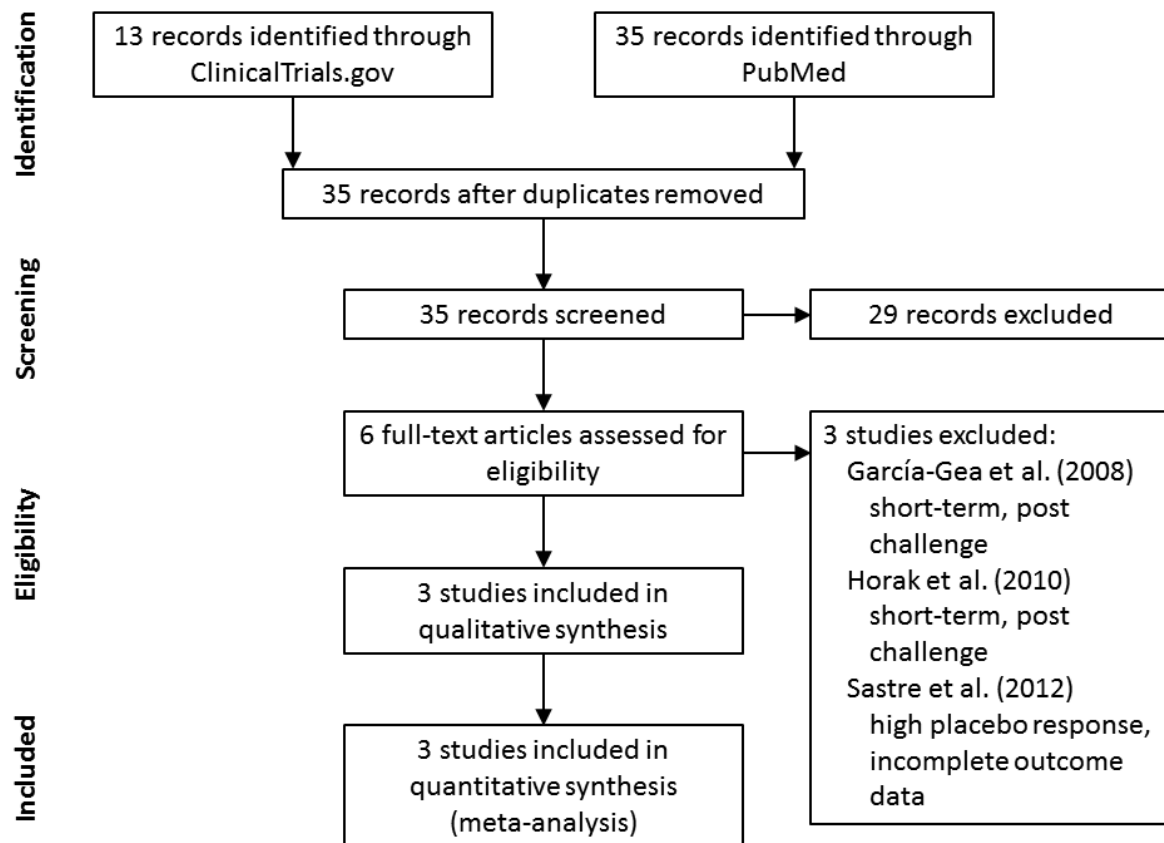 Identification
13 records identified through
ClinicalTrials.gov
35 records identified through
PubMed
35 records after duplicates removed
Screening
35 records screened
29 records excluded
Eligibility
6 full-text articles assessed for
eligibility
3 studies excluded:
García-Gea et al. (2008)
short-term, post
challenge
Horak et al. (2010)
short-term, post
challenge
Sastre et al. (2012)
high placebo response,
incomplete outcome
data
3 studies included in
qualitative synthesis
Included
3 studies included in
quantitative synthesis
(meta-analysis)